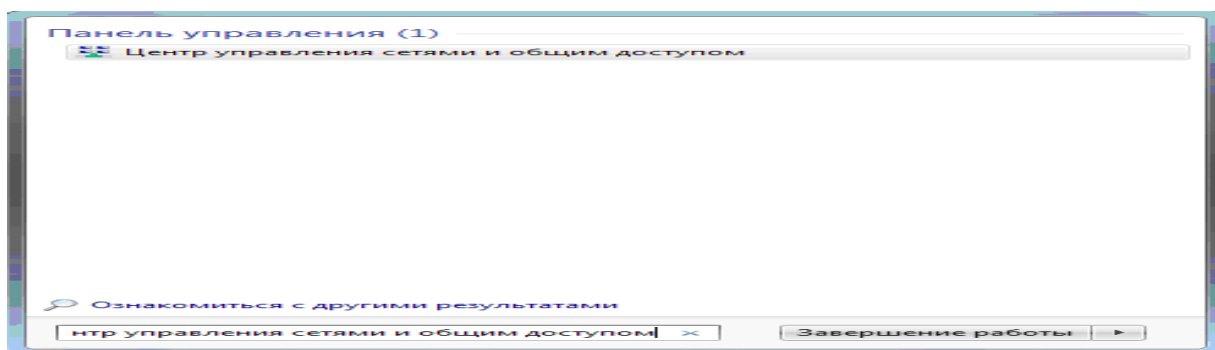 Панель управления (1)
Центр управления сетями и общим доступом
Ознакомиться с другими результатами
нтр управления сетями и общим доступом
Завершение работы